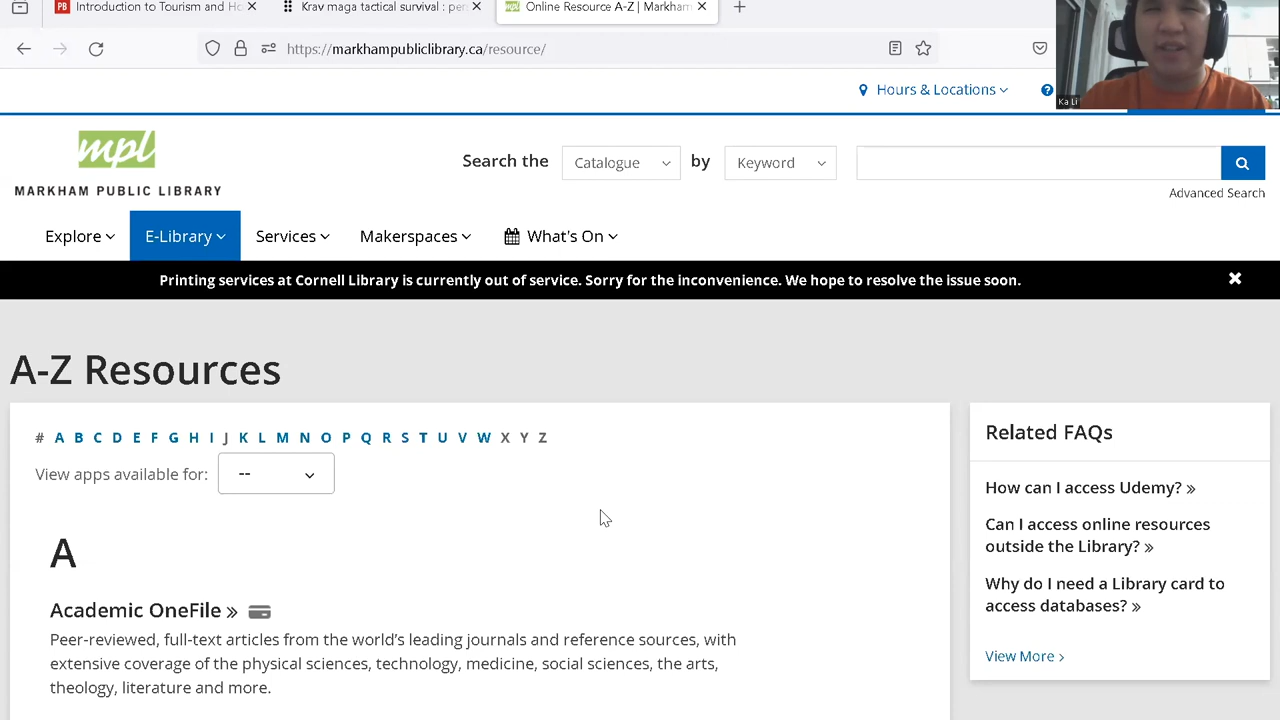 PB Introduction to Tourism and Ho
Krav maga tactical survival : per
mpl Online Resource A-Z | Markham
https://markhampubliclibrary.ca/resource/
Ka Li
Hours & Locations
?
mpl
MARKHAM PUBLIC LIBRARY
Search the Catalogue by Keyword
Advanced Search
Explore E-Library Services Makerspaces What's On
Printing services at Cornell Library is currently out of service. Sorry for the inconvenience. We hope to resolve the issue soon.
A-Z Resources
# A B C D E F G H I J K L M N O P Q R S T U V W X Y Z
View apps available for: --
A
Academic OneFile »
Peer-reviewed, full-text articles from the world's leading journals and reference sources, with
extensive coverage of the physical sciences, technology, medicine, social sciences, the arts,
theology, literature and more.
Related FAQs
How can I access Udemy? »
Can I access online resources
outside the Library? »
Why do I need a Library card to
access databases? »
View More ›